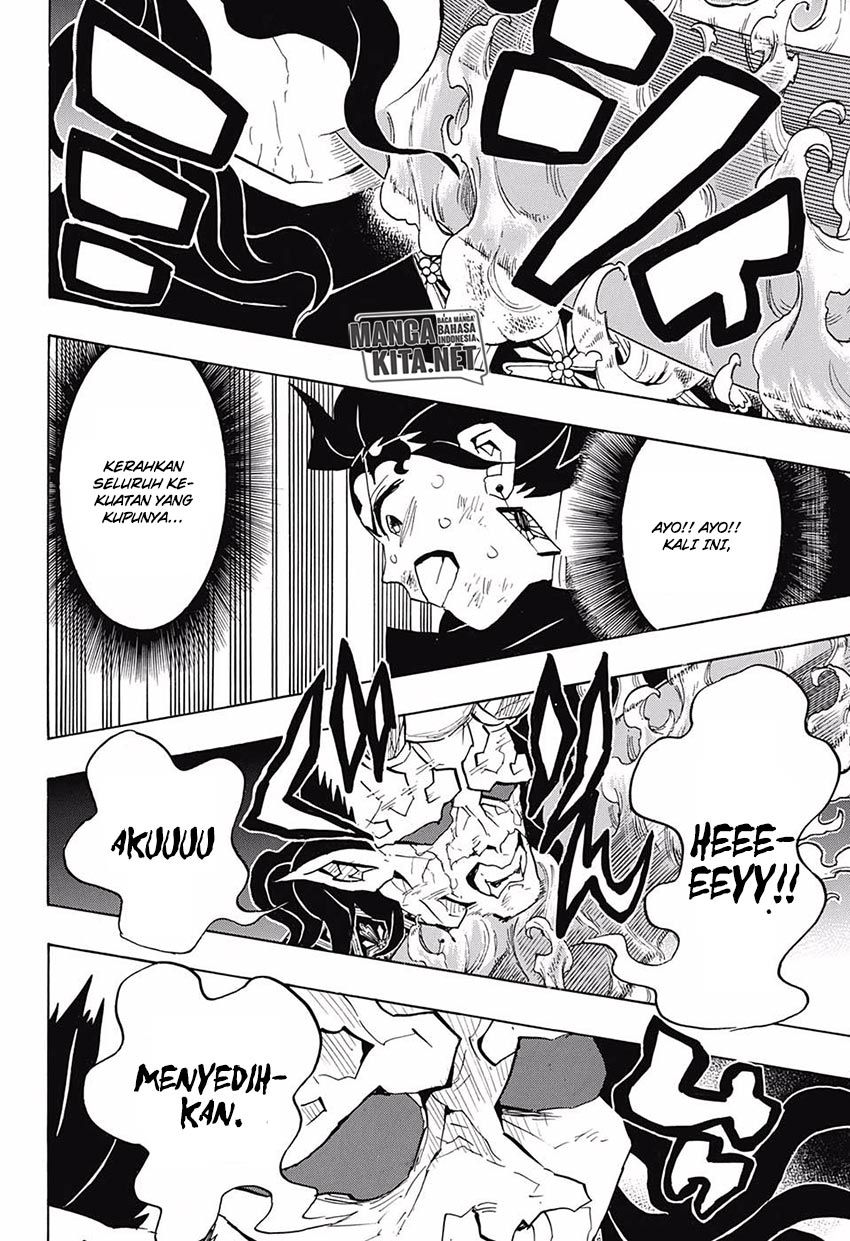 MANGA
KITA.NET
BACA MANGA
BAHASA
INDONESIA
AYO!! AYO!!
KALI INI,
KERAHKAN
SELURUH KE-
KUATAN YANG
KUPUNYA...
HEEE-
EEYY!!
AKUUUU
MENYEDIH-
KAN.